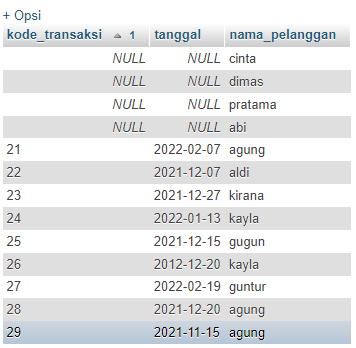 + Opsi
kode_transaksi 1 tanggal nama_pelanggan
NULL NULL cinta
NULL NULL dimas
NULL NULL pratama
NULL NULL abi
21 2022-02-07 agung
22 2021-12-07 aldi
23 2021-12-27 kirana
24 2022-01-13 kayla
25 2021-12-15 gugun
26 2012-12-20 kayla
27 2022-02-19 guntur
28 2021-12-20 agung
29 2021-11-15 agung